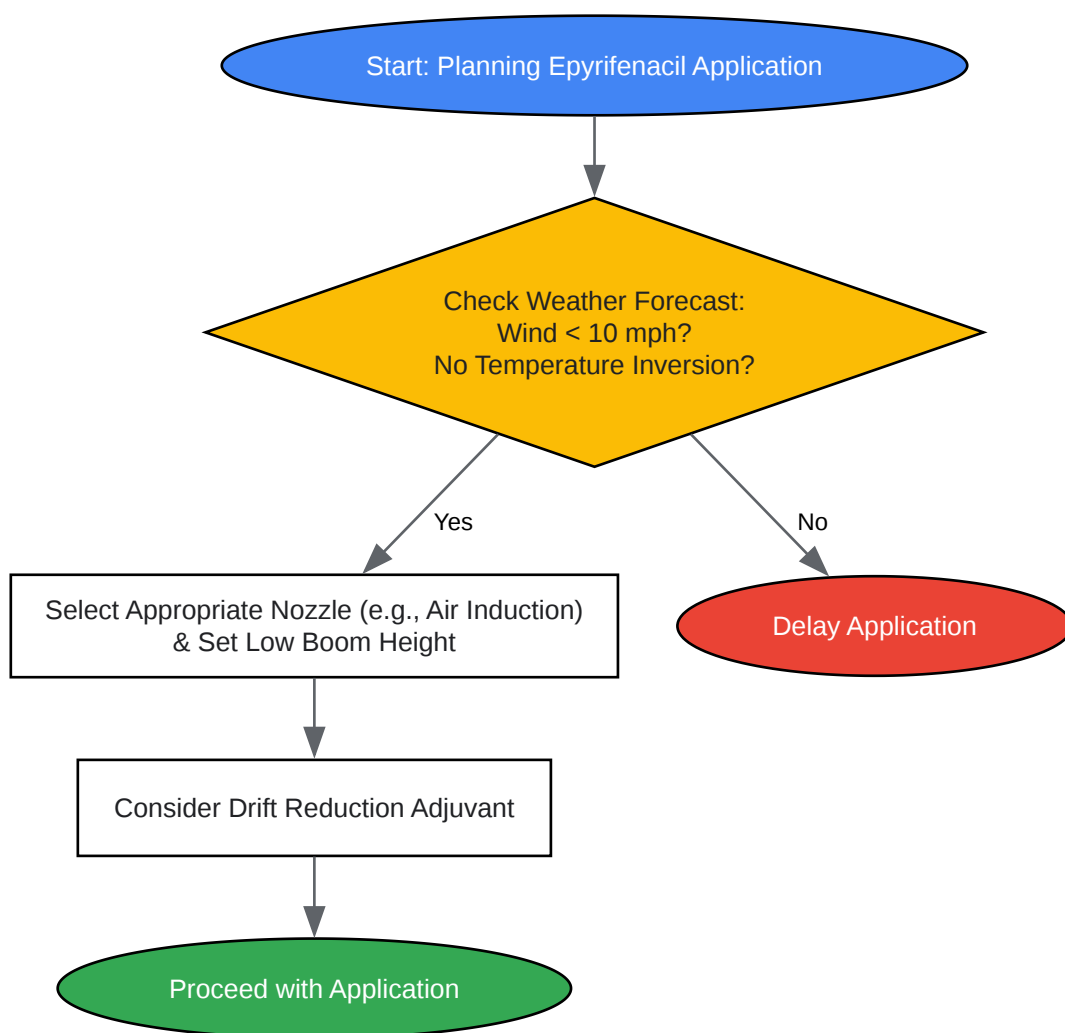 Start: Planning Epyrifenacil Application
Check Weather Forecast:
Wind < 10 mph?
No Temperature Inversion?
Yes
No
Select Appropriate Nozzle (e.g., Air Induction)
& Set Low Boom Height
Delay Application
Consider Drift Reduction Adjuvant
Proceed with Application